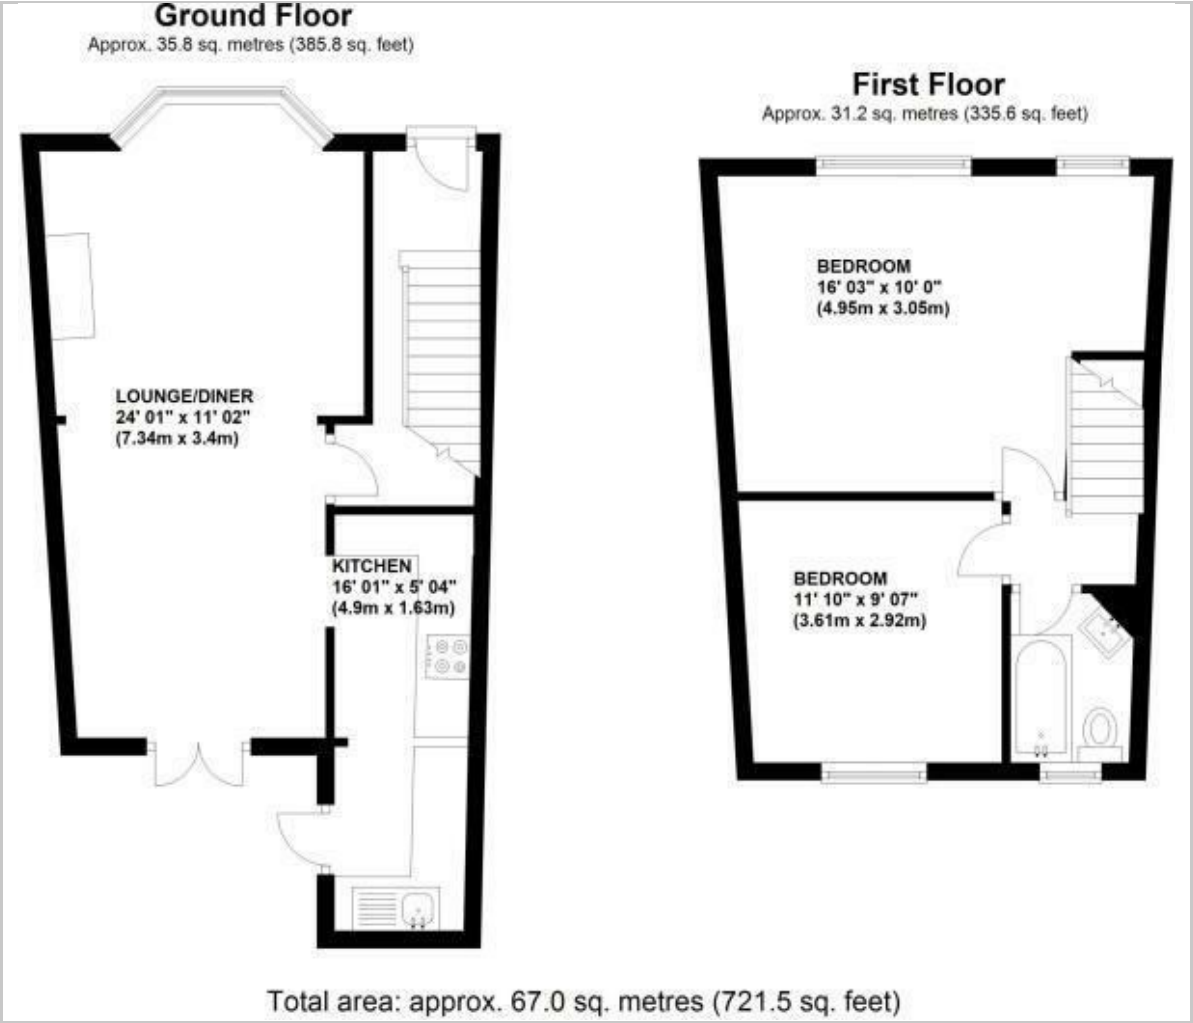 Ground Floor
Approx. 35.8 sq. metres (385.8 sq. feet)
First Floor
Approx. 31.2 sq. metres (335.6 sq. feet)
BEDROOM
16' 03" x 10' 0"
(4.95m x 3.05m)
LOUNGE/DINER
24' 01" x 11' 02"
(7.34m x 3.4m)
KITCHEN
16' 01" x 5' 04"
(4.9m x 1.63m)
BEDROOM
11' 10" x 9' 07"
(3.61m x 2.92m)
Total area: approx. 67.0 sq. metres (721.5 sq. feet)